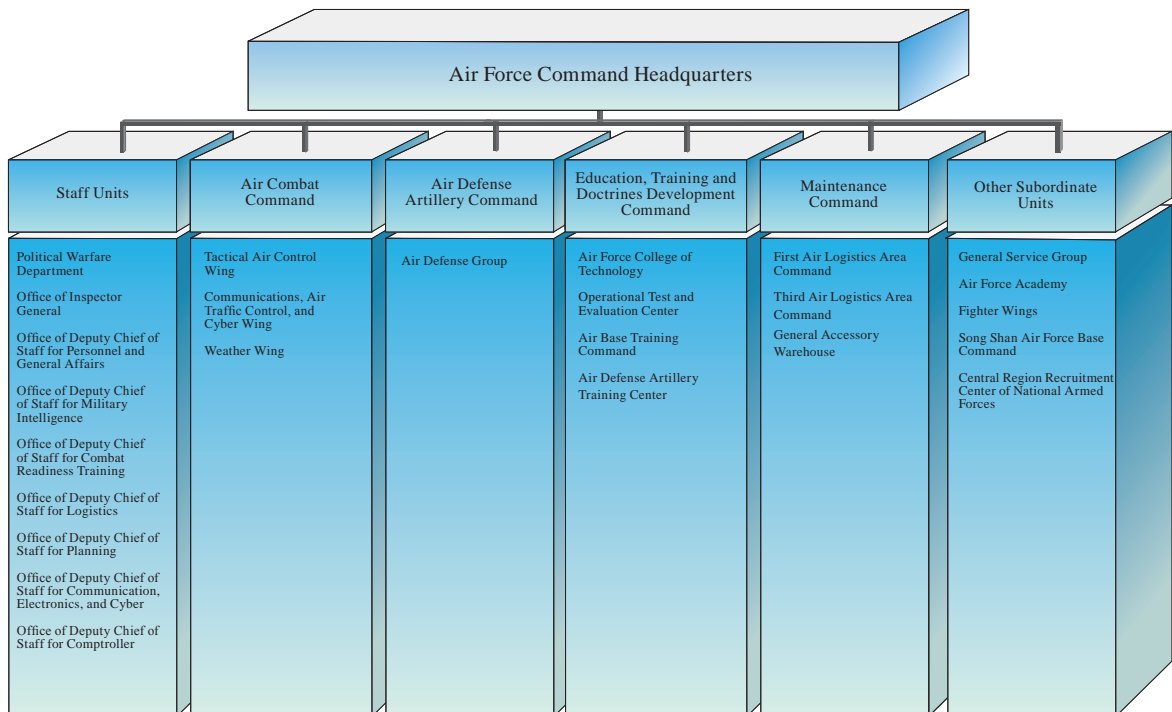 Air Force Command Headquarters
Staff Units
Political Warfare
Department
Office of Inspector
General
Office of Deputy Chief of
Staff for Personnel and
General Affairs
Office of Deputy Chief
of Staff for Military
Intelligence
Office of Deputy Chief
of Staff for Combat
Readiness Training
Office of Deputy Chief of
Staff for Logistics
Office of Deputy Chief of
Staff for Planning
Office of Deputy Chief of
Staff for Communication,
Electronics, and Cyber
Office of Deputy Chief of
Staff for Comptroller
Air Combat
Command
Tactical Air Control
Wing
Communications, Air
Traffic Control, and
Cyber Wing
Weather Wing
Air Defense
Artillery Command
Air Defense Group
Education, Training and
Doctrines Development
Command
Air Force College of
Technology
Operational Test and
Evaluation Center
Air Base Training
Command
Air Defense Artillery
Training Center
Maintenance
Command
First Air Logistics Area
Command
Third Air Logistics Area
Command
General Accessory
Warehouse
Other Subordinate
Units
General Service Group
Air Force Academy
Fighter Wings
Song Shan Air Force Base
Command
Central Region Recruitment
Center of National Armed
Forces